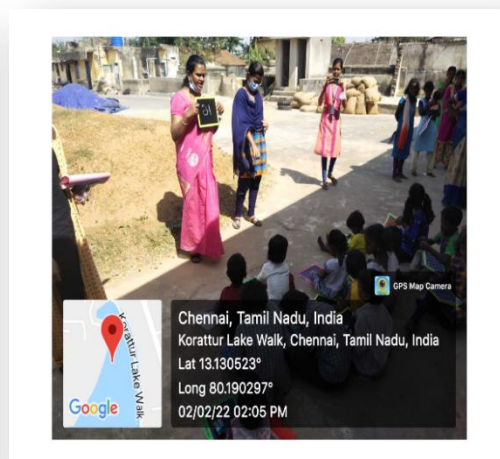 GPS Map Camera
Chennai, Tamil Nadu, India
Korattur Lake Walk, Chennai, Tamil Nadu, India
Lat 13.130523°
Long 80.190297°
02/02/22 02:05 PM
Korattur Lake Walk
Google